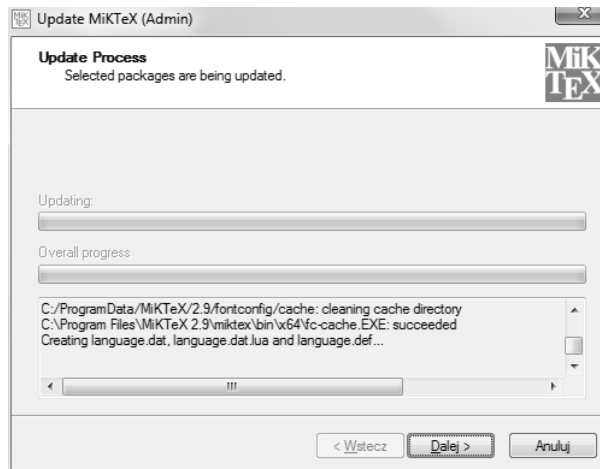 Update MiKTeX (Admin)
Update Process
Selected packages are being updated.
MiK
TEX
Updating:
Overall progress
C:/ProgramData/MiKTeX/2.9/fontconfig/cache: cleaning cache directory
C:\Program Files\MiKTeX 2.9\miktex\bin\x64\fc-cache.EXE: succeeded
Creating language.dat, language.dat.lua and language.def...
< Wstecz
Dalej >
Anuluj